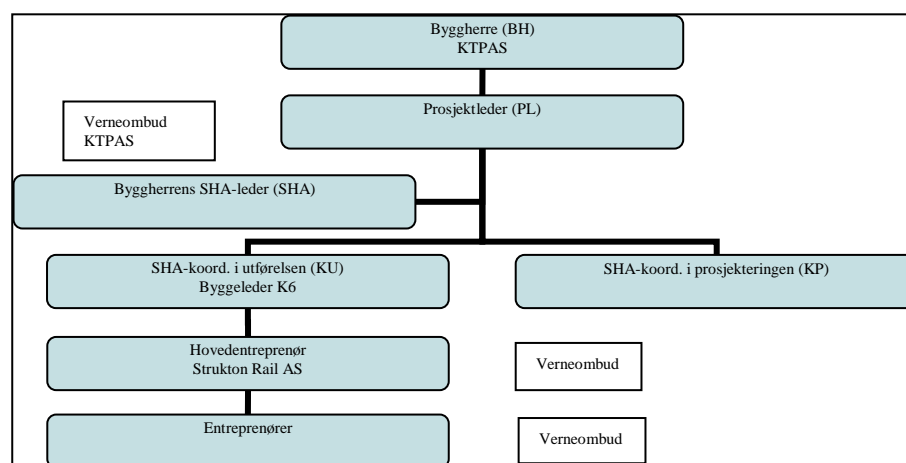 Byggherre (BH)
KTPAS
Prosjektleder (PL)
Verneombud
KTPAS
Byggherrens SHA-leder (SHA)
SHA-koord. i utførelsen (KU)
Byggeleder K6
SHA-koord. i prosjekteringen (KP)
Hovedentreprenør
Strukton Rail AS
Verneombud
Entreprenører
Verneombud